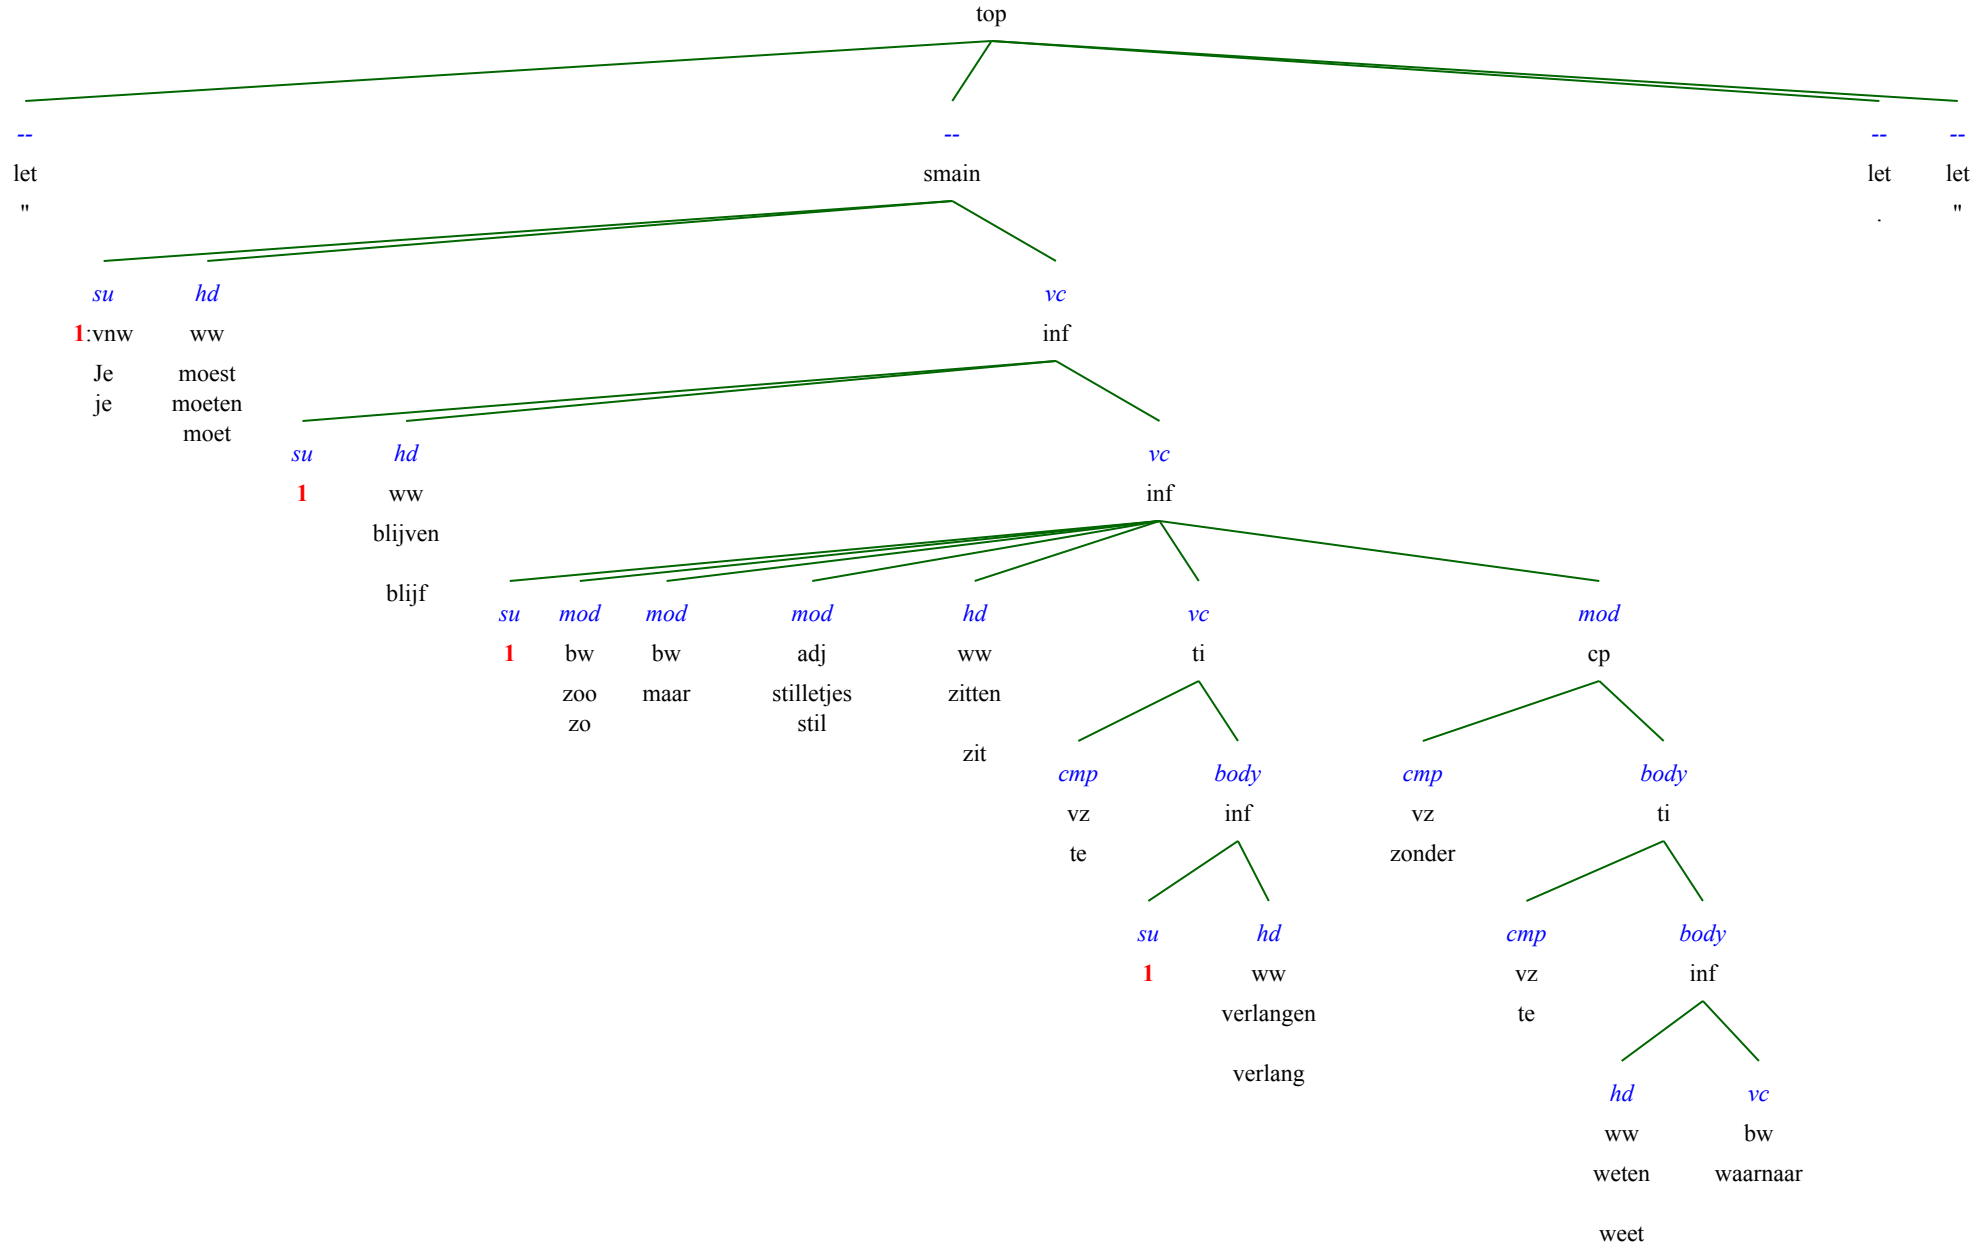 top
-- -- -- --
let smain let let
" . "
su hd vc
1:vnw ww inf
Je moest
je moeten
moet
su hd vc
1 ww inf
blijven
blijf
su mod mod mod hd vc mod
1 bw bw adj ww ti cp
zoo maar stilletjes zitten
zo stil
zit
cmp body cmp body
vz inf vz ti
te zonder
su hd cmp body
1 ww vz inf
verlangen te
verlang
hd vc
ww bw
weten waarnaar
weet